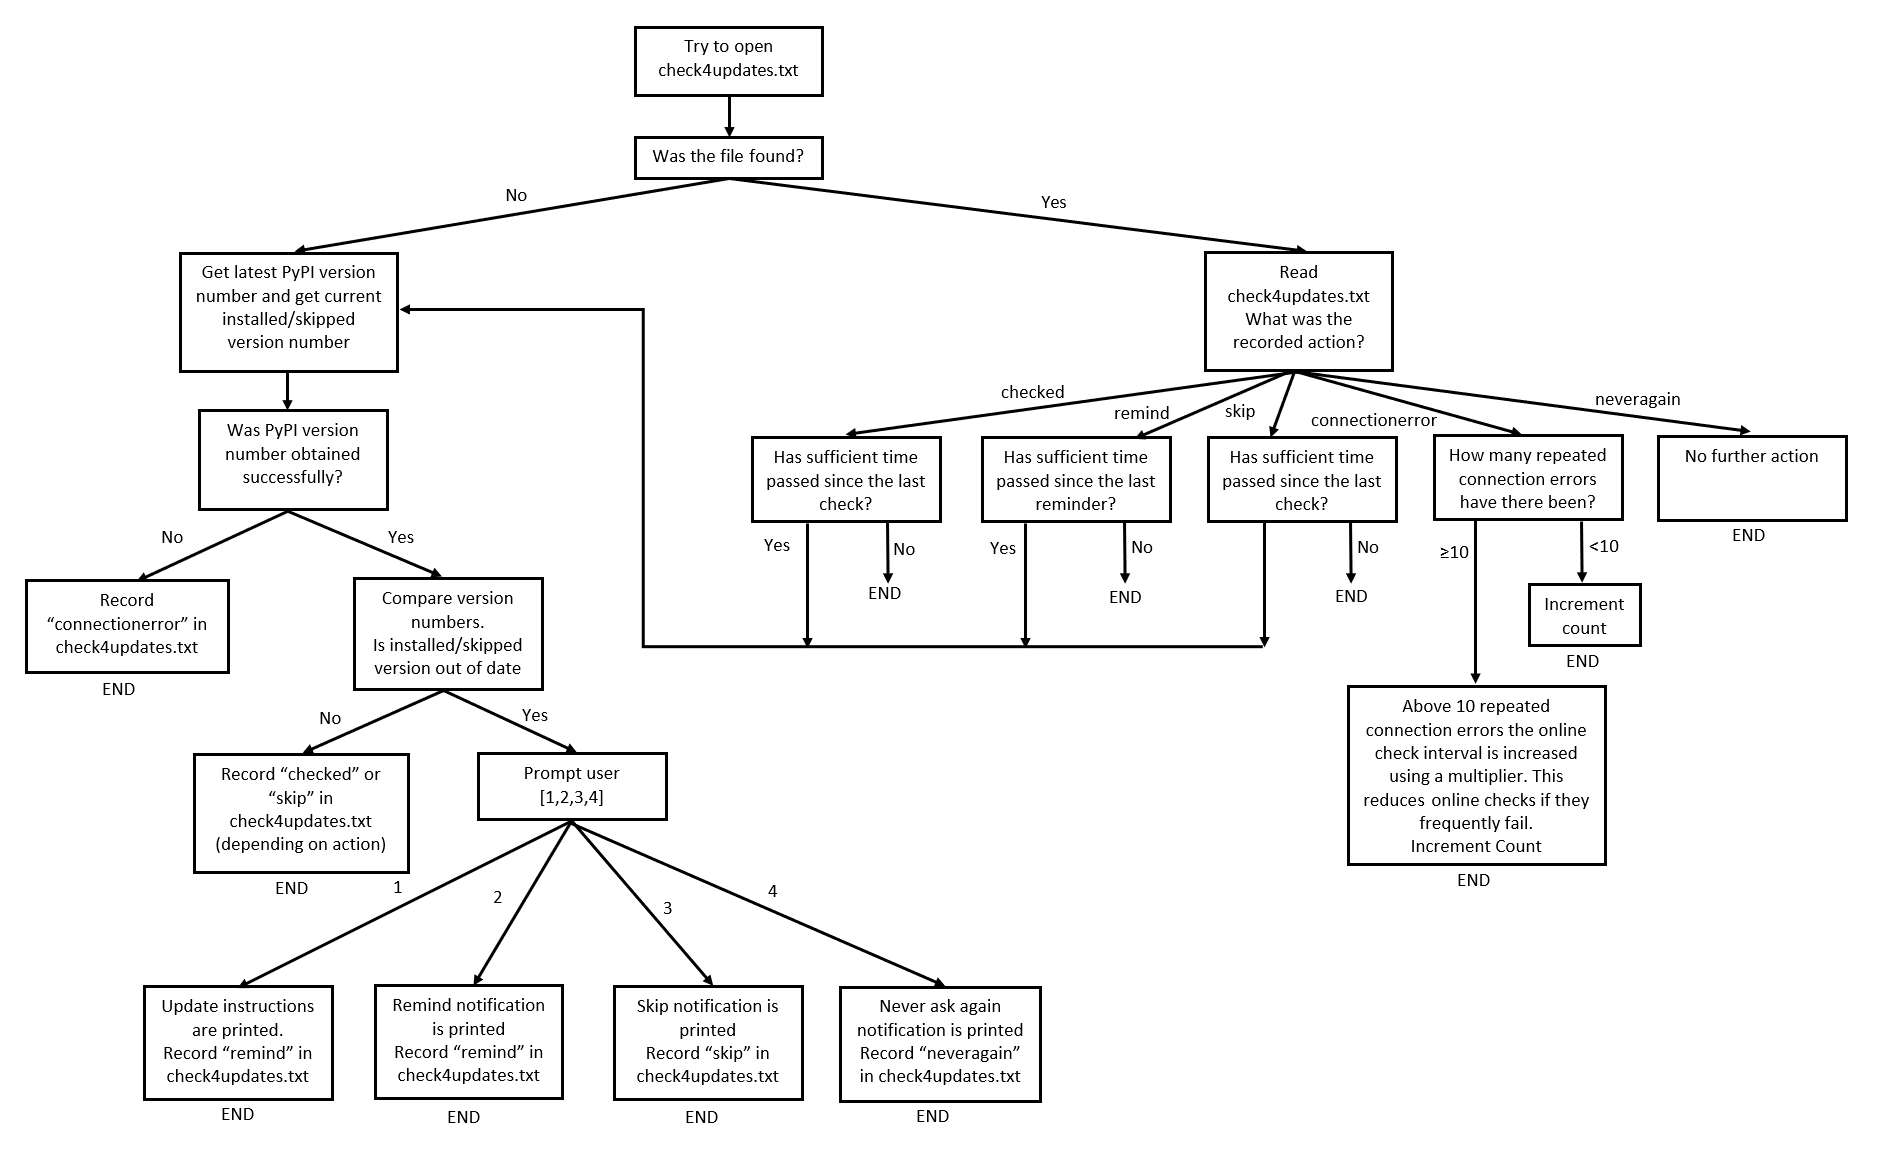 Try to open
check4updates.txt
Was the file found?
No
Yes
Get latest PyPI version
number and get current
installed/skipped
version number
Read
check4updates.txt
What was the
recorded action?
checked
remind
skip
connectionerror
neveragain
Was PyPI version
number obtained
successfully?
Has sufficient time
passed since the last
check?
Has sufficient time
passed since the last
reminder?
Has sufficient time
passed since the last
check?
How many repeated
connection errors
have there been?
No further action
END
No
Yes
Yes
No
END
Yes
No
END
No
END
≥10
<10
Increment
count
END
Record
“connectionerror” in
check4updates.txt
END
Compare version
numbers.
Is installed/skipped
version out of date
No
Yes
Above 10 repeated
connection errors the online
check interval is increased
using a multiplier. This
reduces online checks if they
frequently fail.
Increment Count
END
Record “checked” or
“skip” in
check4updates.txt
(depending on action)
END
Prompt user
[1,2,3,4]
1
2
3
4
Update instructions
are printed.
Record “remind” in
check4updates.txt
END
Remind notification
is printed
Record “remind” in
check4updates.txt
END
Skip notification is
printed
Record “skip” in
check4updates.txt
END
Never ask again
notification is printed
Record “neveragain”
in check4updates.txt
END